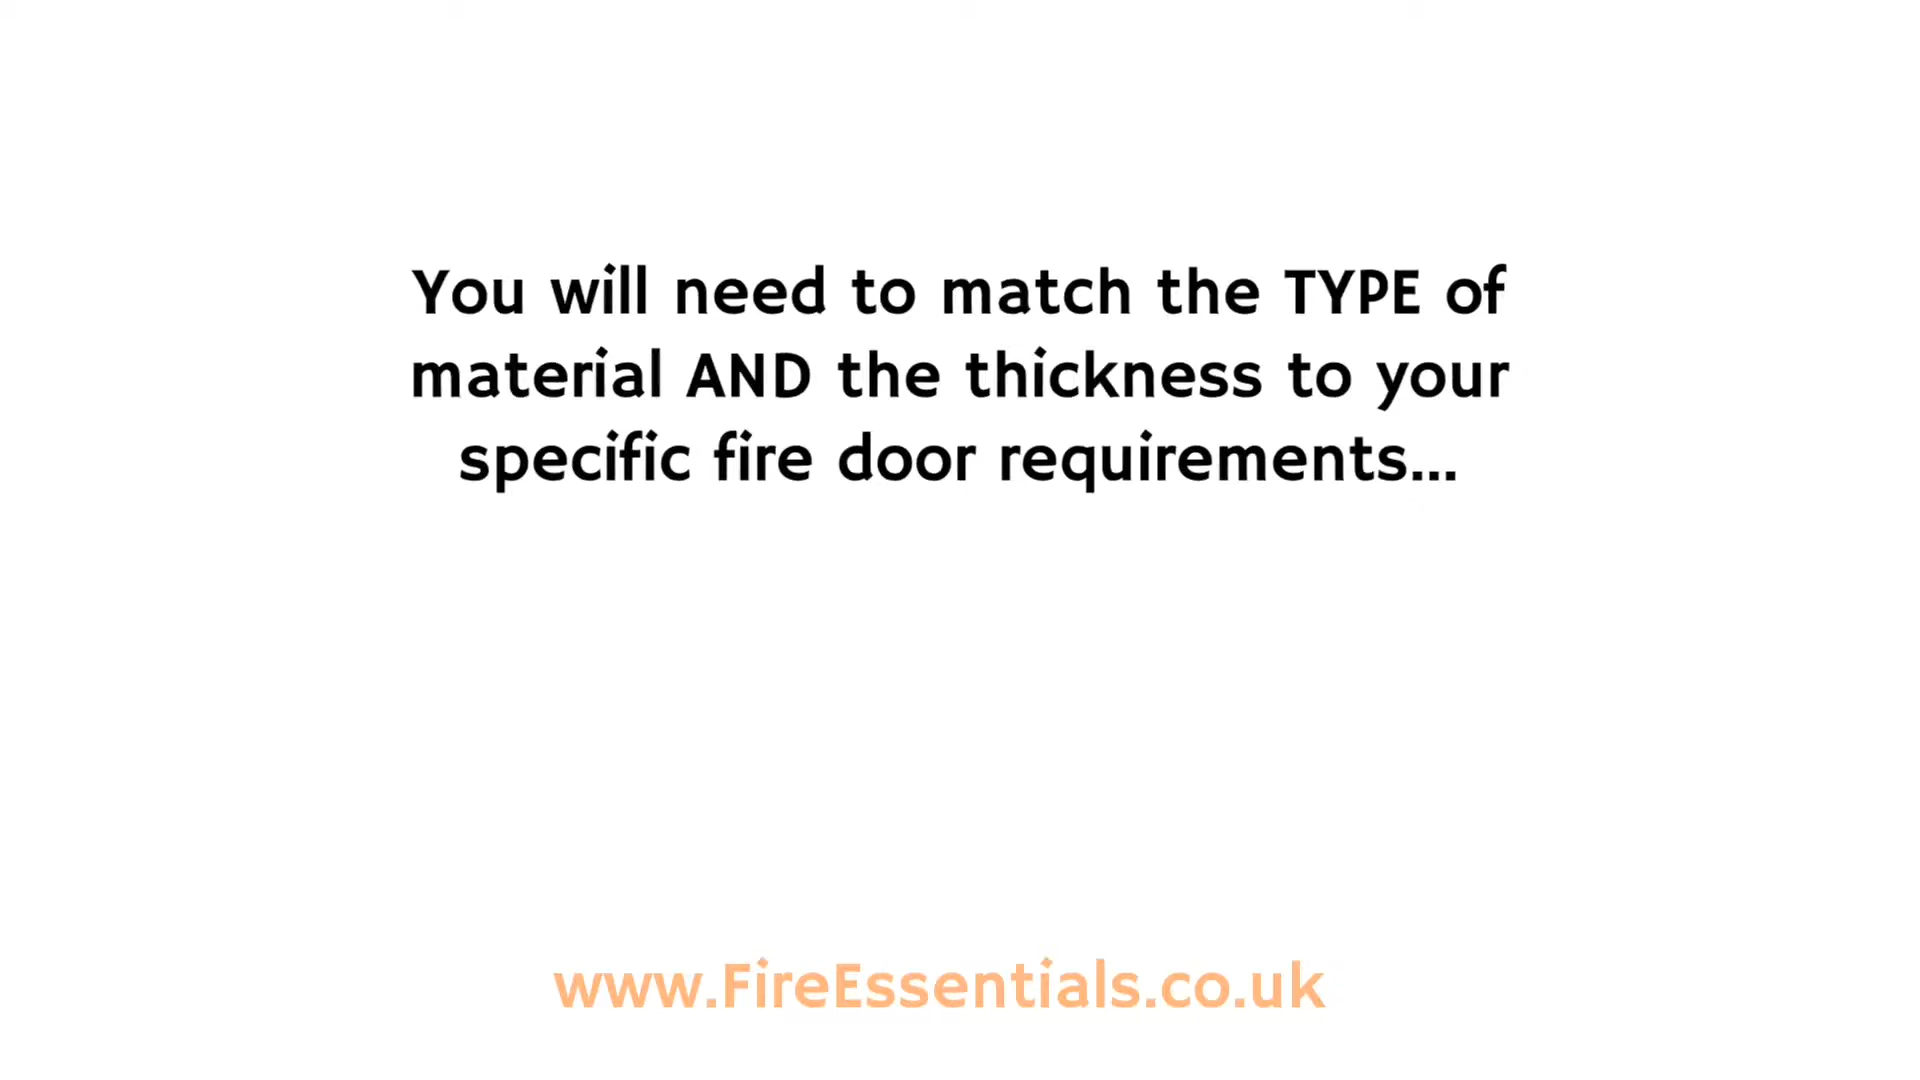 You will need to match the TYPE of
material AND the thickness to your
specific fire door requirements...
www.FireEssentials.co.uk